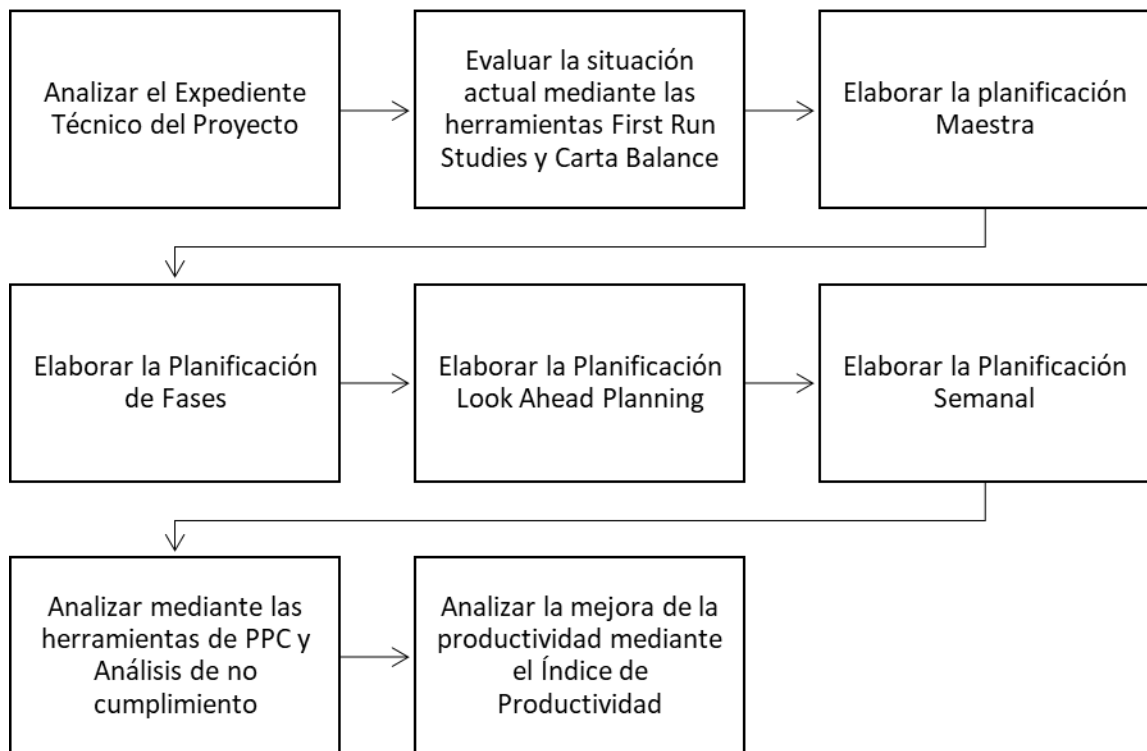 Analizar el Expediente
Técnico del Proyecto
Evaluar la situación
actual mediante las
herramientas First Run
Studies y Carta Balance
Elaborar la planificación
Maestra
Elaborar la Planificación
de Fases
Elaborar la Planificación
Look Ahead Planning
Elaborar la Planificación
Semanal
Analizar mediante las
herramientas de PPC y
Análisis de no
cumplimiento
Analizar la mejora de la
productividad mediante
el Índice de
Productividad